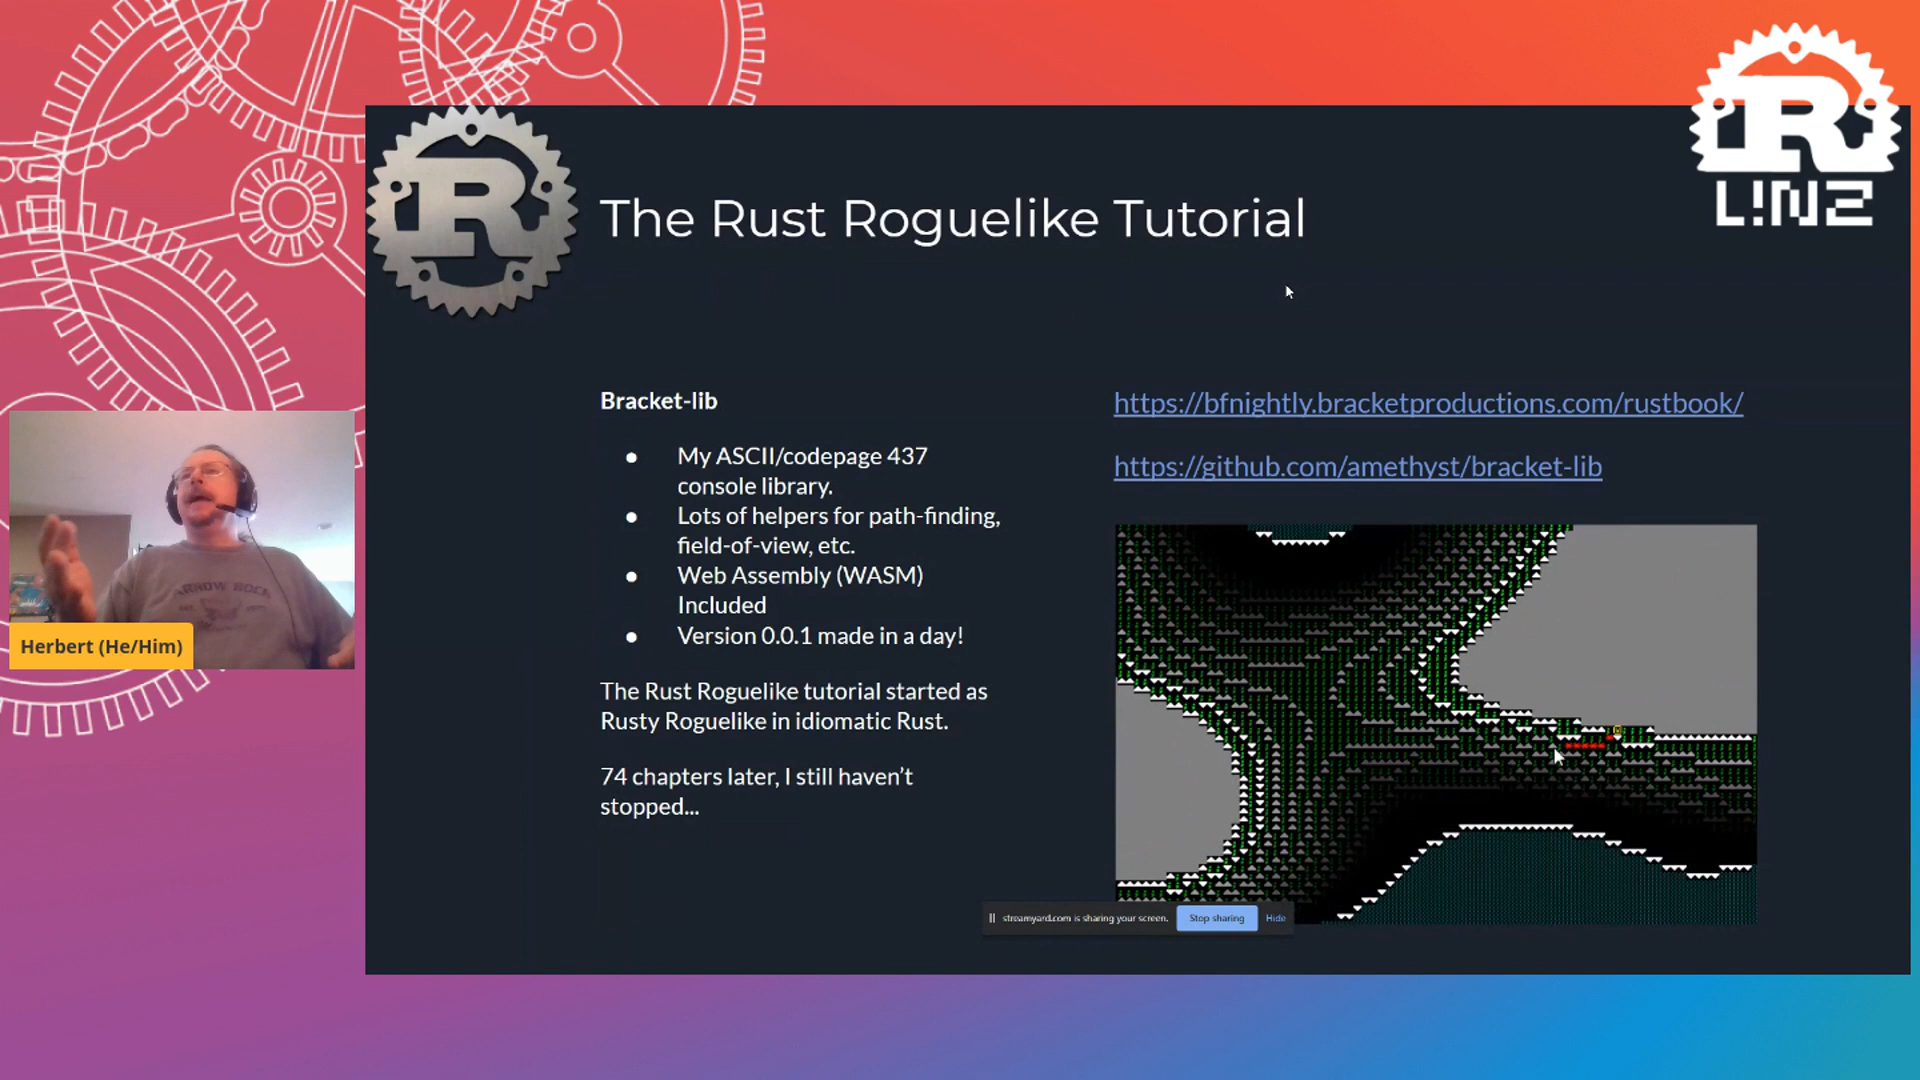 R
L!NZ
R
The Rust Roguelike Tutorial
Bracket-lib
● My ASCII/codepage 437
console library.
● Lots of helpers for path-finding,
field-of-view, etc.
● Web Assembly (WASM)
Included
● Version 0.0.1 made in a day!
The Rust Roguelike tutorial started as
Rusty Roguelike in idiomatic Rust.
74 chapters later, I still haven't
stopped...
https://bfnightly.bracketproductions.com/rustbook/
https://github.com/amethyst/bracket-lib
ARROW ROCK
Herbert (He/Him)
streamyard.com is sharing your screen.
Stop sharing
Hide